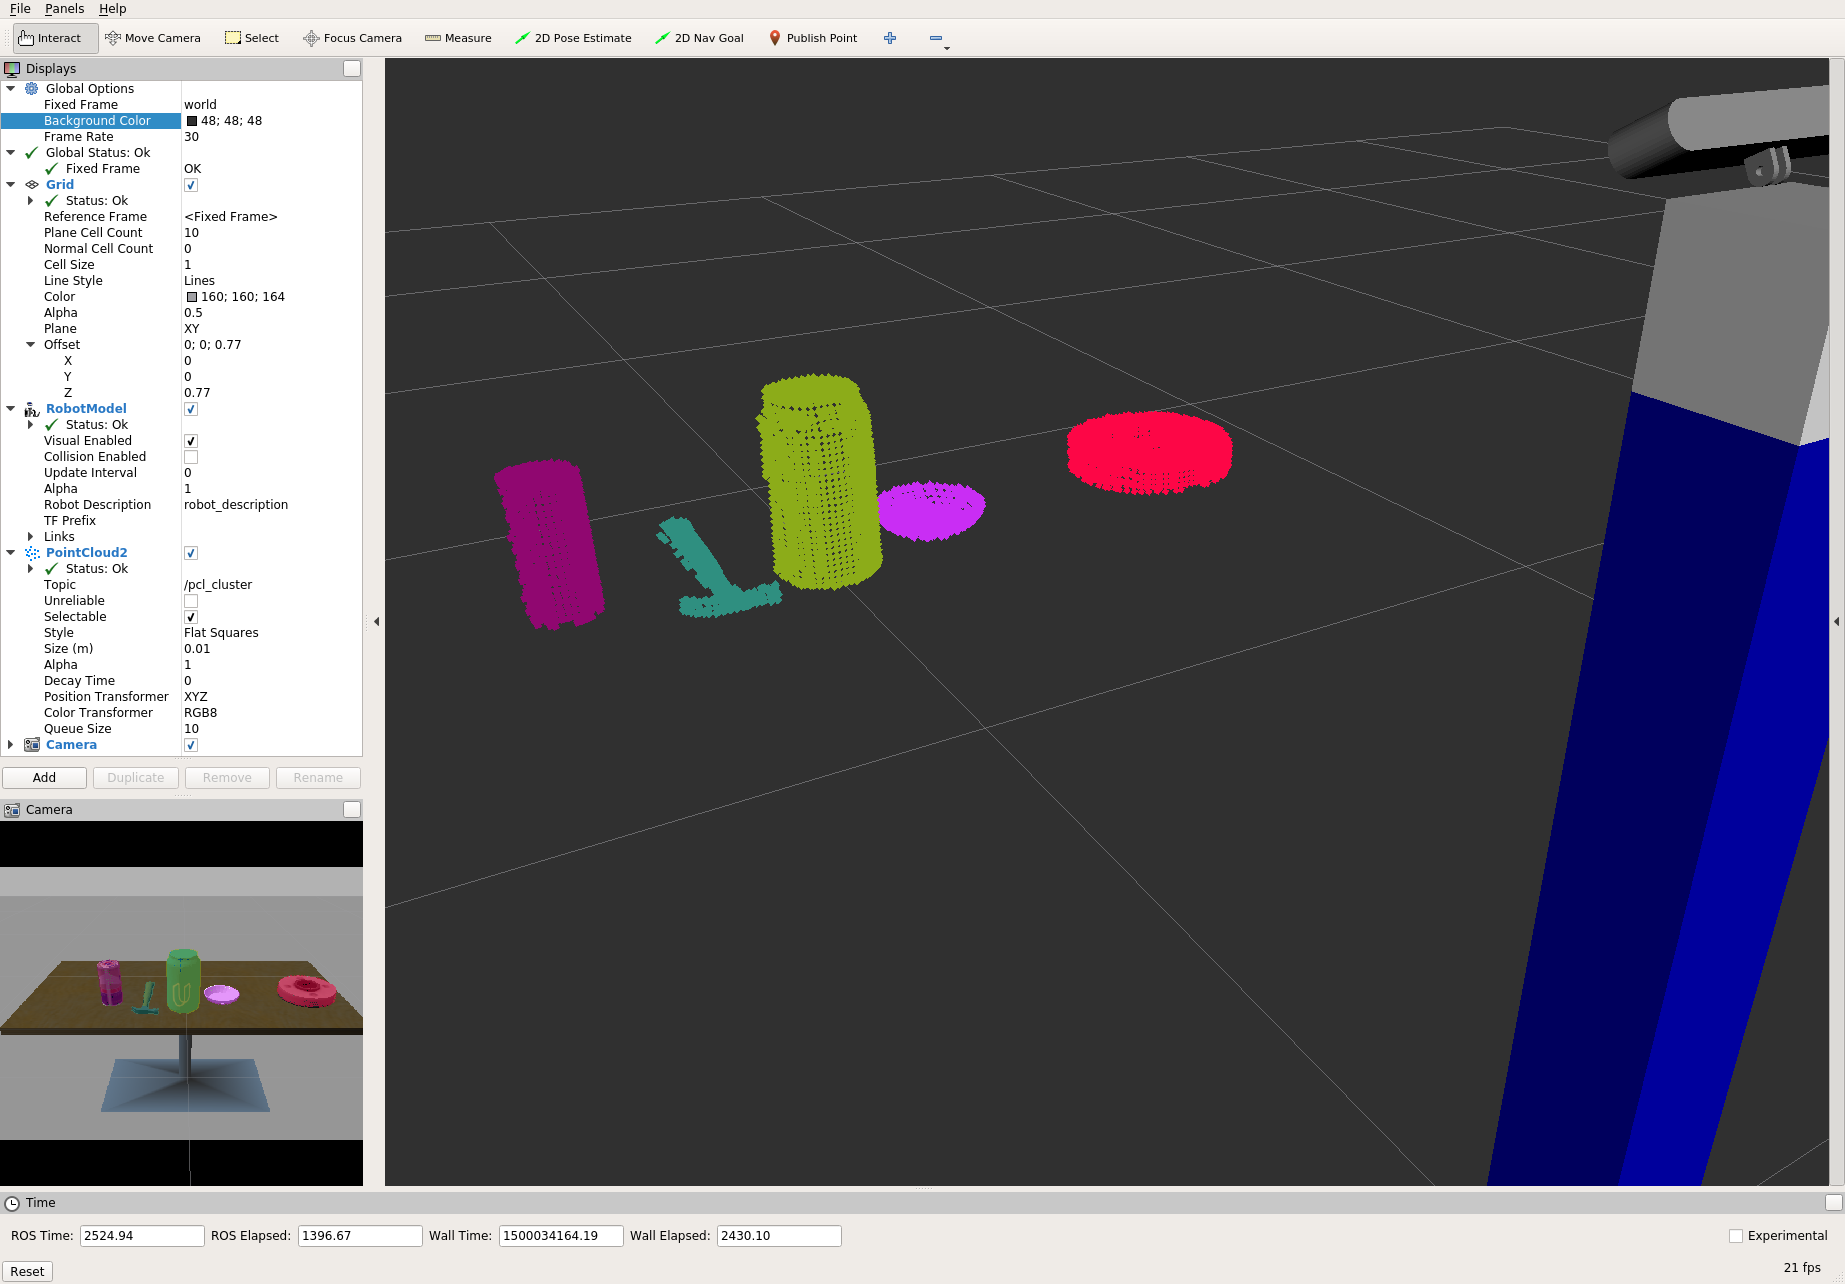 File Panels Help
Interact Move Camera Select Focus Camera Measure 2D Pose Estimate 2D Nav Goal Publish Point
Displays
Global Options
Fixed Frame world
Background Color 48; 48; 48
Frame Rate 30
Global Status: Ok
Fixed Frame OK
Grid
Status: Ok
Reference Frame <Fixed Frame>
Plane Cell Count 10
Normal Cell Count 0
Cell Size 1
Line Style Lines
Color 160; 160; 164
Alpha 0.5
Plane XY
Offset 0; 0; 0.77
X 0
Y 0
Z 0.77
RobotModel
Status: Ok
Visual Enabled
Collision Enabled
Update Interval 0
Alpha 1
Robot Description robot_description
TF Prefix
Links
PointCloud2
Status: Ok
Topic /pcl_cluster
Unreliable
Selectable
Style Flat Squares
Size (m) 0.01
Alpha 1
Decay Time 0
Position Transformer XYZ
Color Transformer RGB8
Queue Size 10
Camera
Add Duplicate Remove Rename
Camera
Time
ROS Time: 2524.94 ROS Elapsed: 1396.67 Wall Time: 1500034164.19 Wall Elapsed: 2430.10 Experimental
Reset 21 fps